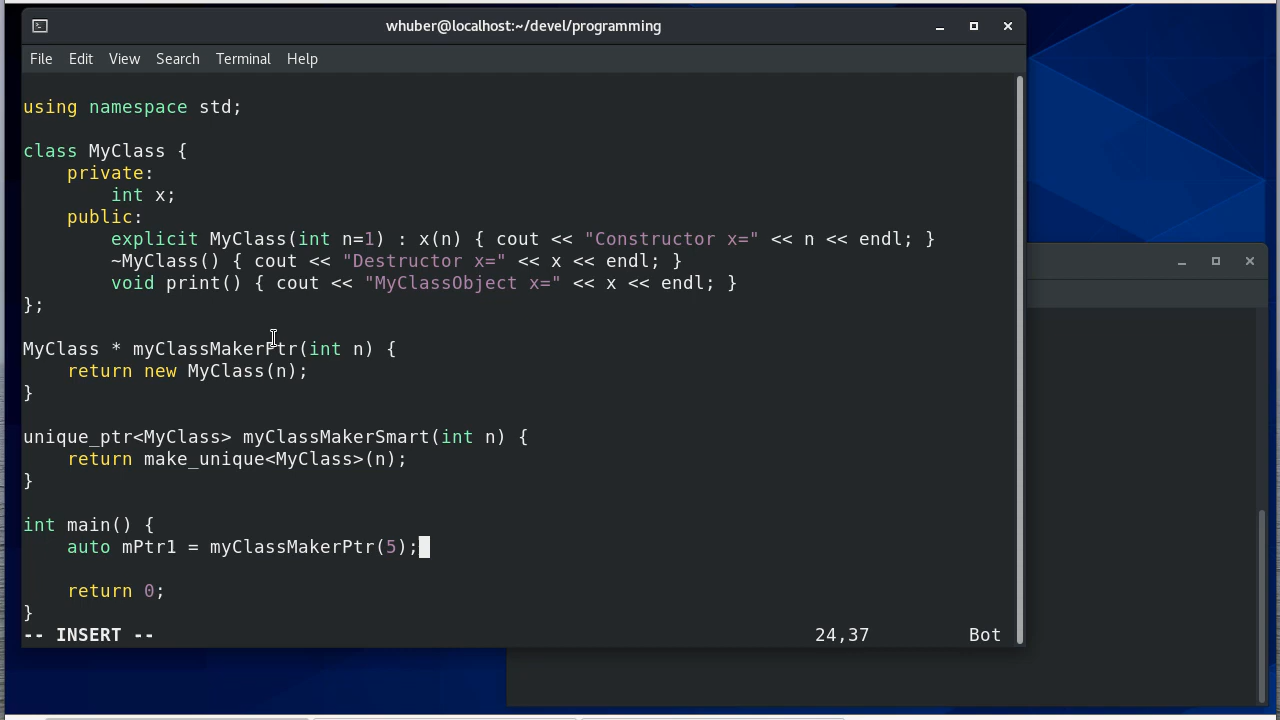 whuber@localhost:~/devel/programming
File Edit View Search Terminal Help
using namespace std;
class MyClass {
    private:
        int x;
    public:
        explicit MyClass(int n=1) : x(n) { cout << "Constructor x=" << n << endl; }
        ~MyClass() { cout << "Destructor x=" << x << endl; }
        void print() { cout << "MyClassObject x=" << x << endl; }
};
MyClass * myClassMakerPtr(int n) {
    return new MyClass(n);
}
unique_ptr<MyClass> myClassMakerSmart(int n) {
    return make_unique<MyClass>(n);
}
int main() {
    auto mPtr1 = myClassMakerPtr(5);
    return 0;
}
-- INSERT -- 24,37 Bot